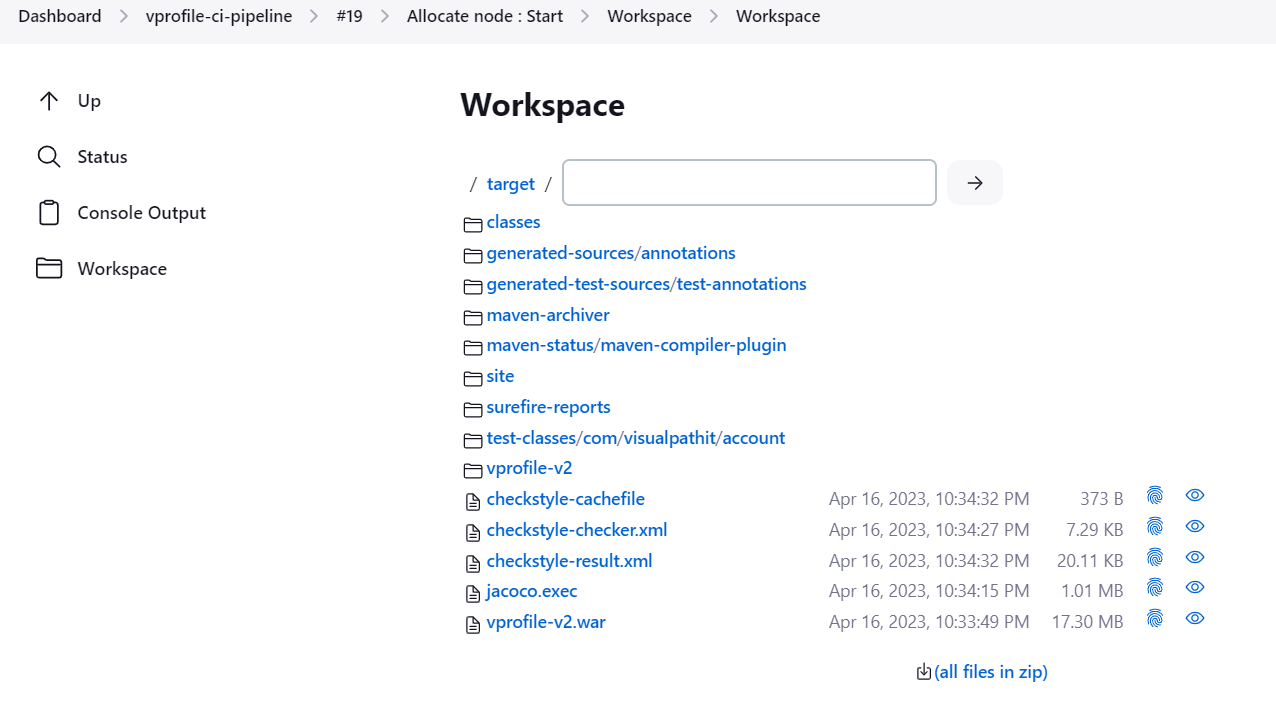 Dashboard > vprofile-ci-pipeline > #19 > Allocate node : Start > Workspace > Workspace
Up
Status
Console Output
Workspace
Workspace
/ target /
classes
generated-sources/annotations
generated-test-sources/test-annotations
maven-archiver
maven-status/maven-compiler-plugin
site
surefire-reports
test-classes/com/visualpathit/account
vprofile-v2
checkstyle-cachefile Apr 16, 2023, 10:34:32 PM 373 B
checkstyle-checker.xml Apr 16, 2023, 10:34:27 PM 7.29 KB
checkstyle-result.xml Apr 16, 2023, 10:34:32 PM 20.11 KB
jacoco.exec Apr 16, 2023, 10:34:15 PM 1.01 MB
vprofile-v2.war Apr 16, 2023, 10:33:49 PM 17.30 MB
(all files in zip)